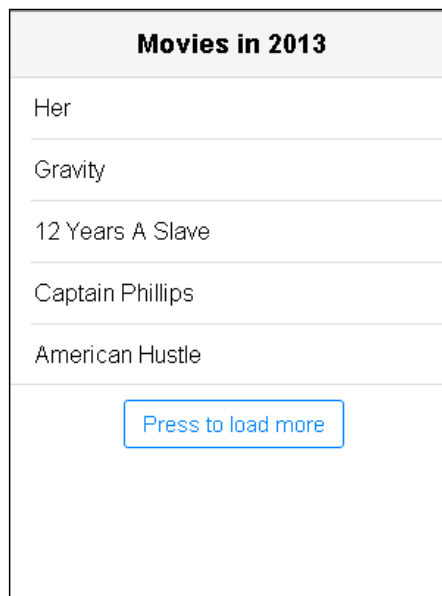 Movies in 2013
Her
Gravity
12 Years A Slave
Captain Phillips
American Hustle
Press to load more